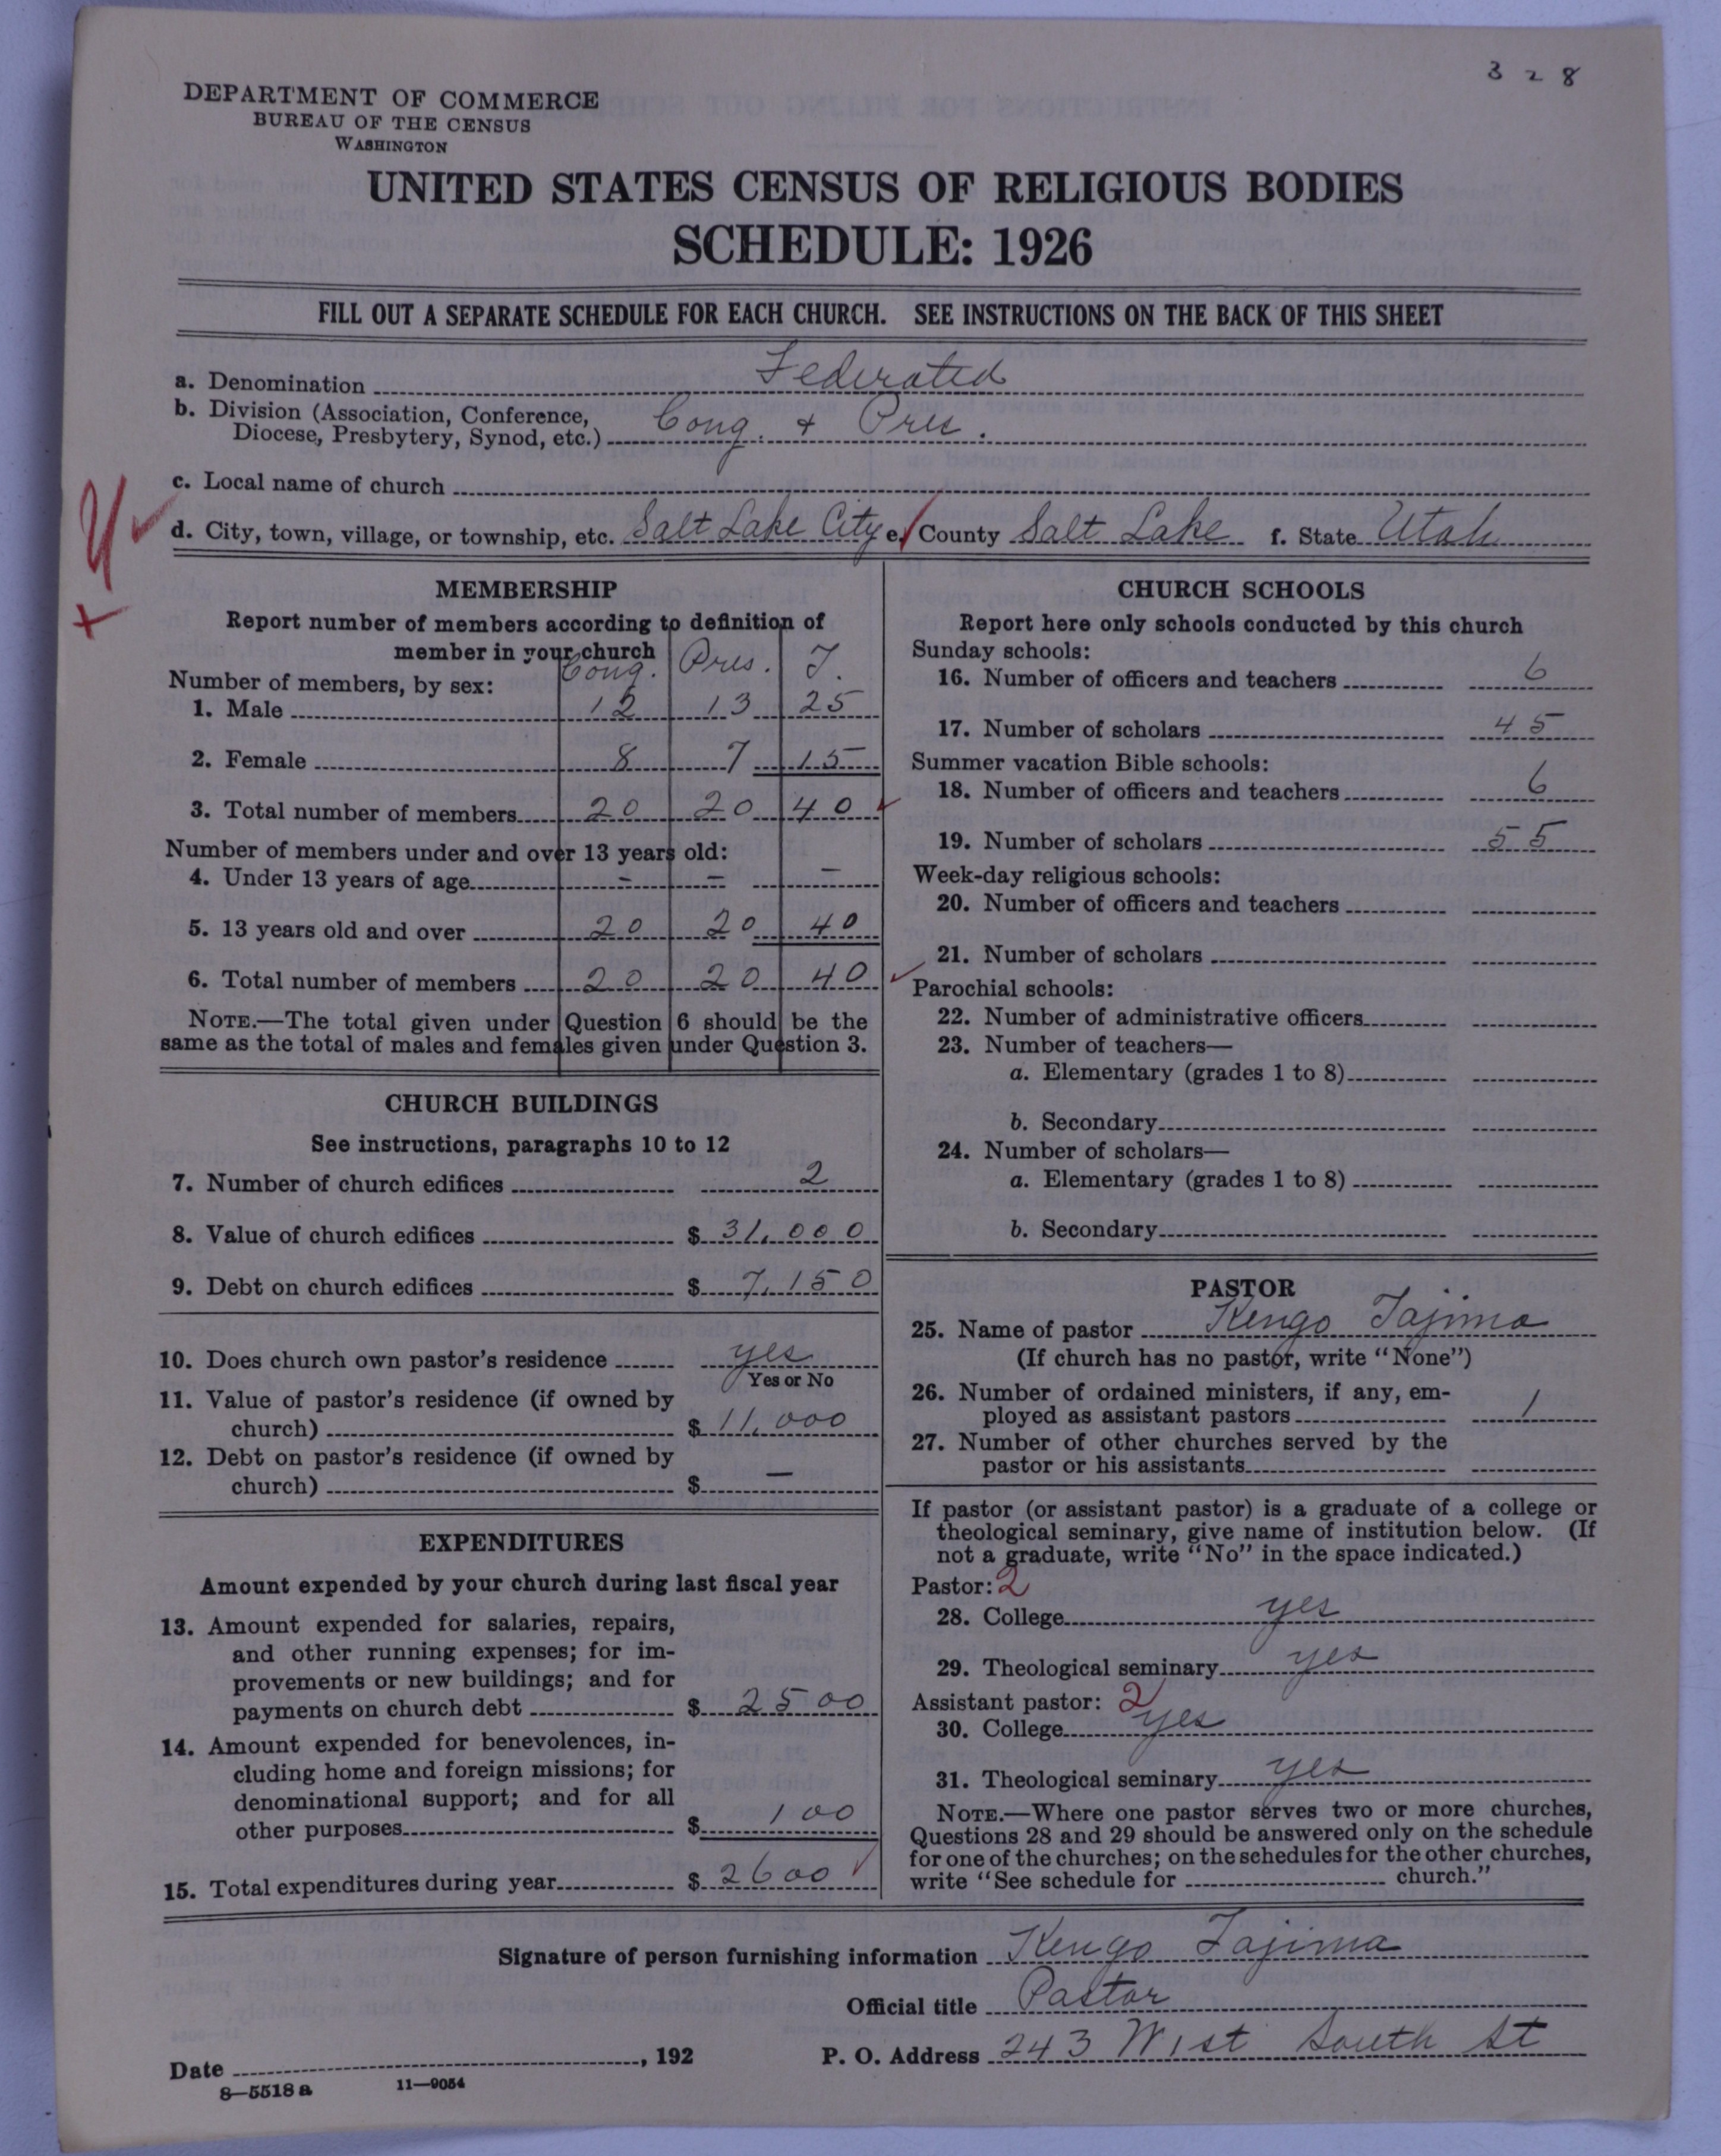 3 2 8
DEPARTMENT OF COMMERCE
BUREAU OF THE CENSUS
WASHINGTON
UNITED STATES CENSUS OF RELIGIOUS BODIES
SCHEDULE: 1926
FILL OUT A SEPARATE SCHEDULE FOR EACH CHURCH. SEE INSTRUCTIONS ON THE BACK OF THIS SHEET
a. Denomination Federated
b. Division (Association, Conference,
Diocese, Presbytery, Synod, etc.) Cong. + Pres.
c. Local name of church
d. City, town, village, or township, etc. Salt Lake City e. County Salt Lake f. State Utah
MEMBERSHIP
Report number of members according to definition of
member in your church
Cong. Pres. T.
Number of members, by sex:
1. Male 12 13 25
2. Female 8 7 15
3. Total number of members 20 20 40
Number of members under and over 13 years old:
4. Under 13 years of age - - -
5. 13 years old and over 20 20 40
6. Total number of members 20 20 40
NOTE.—The total given under Question 6 should be the
same as the total of males and females given under Question 3.
CHURCH BUILDINGS
See instructions, paragraphs 10 to 12
7. Number of church edifices 2
8. Value of church edifices $ 31,000
9. Debt on church edifices $ 7,150
10. Does church own pastor's residence yes
Yes or No
11. Value of pastor's residence (if owned by
church) $ 11,000
12. Debt on pastor's residence (if owned by
church) $ —
EXPENDITURES
Amount expended by your church during last fiscal year
13. Amount expended for salaries, repairs,
and other running expenses; for im-
provements or new buildings; and for
payments on church debt $ 2500
14. Amount expended for benevolences, in-
cluding home and foreign missions; for
denominational support; and for all
other purposes $ 100
15. Total expenditures during year $ 2600
CHURCH SCHOOLS
Report here only schools conducted by this church
Sunday schools:
16. Number of officers and teachers 6
17. Number of scholars 45
Summer vacation Bible schools:
18. Number of officers and teachers 6
19. Number of scholars 55
Week-day religious schools:
20. Number of officers and teachers
21. Number of scholars
Parochial schools:
22. Number of administrative officers
23. Number of teachers—
a. Elementary (grades 1 to 8)
b. Secondary
24. Number of scholars—
a. Elementary (grades 1 to 8)
b. Secondary
PASTOR
25. Name of pastor Kengo Tajima
(If church has no pastor, write "None")
26. Number of ordained ministers, if any, em-
ployed as assistant pastors 1
27. Number of other churches served by the
pastor or his assistants
If pastor (or assistant pastor) is a graduate of a college or
theological seminary, give name of institution below. (If
not a graduate, write "No" in the space indicated.)
Pastor: 2
28. College yes
29. Theological seminary yes
Assistant pastor: 2
30. College yes
31. Theological seminary yes
NOTE.—Where one pastor serves two or more churches,
Questions 28 and 29 should be answered only on the schedule
for one of the churches; on the schedules for the other churches,
write "See schedule for church."
Signature of person furnishing information Kengo Tajima
Official title Pastor
Date , 192 P. O. Address 243 West South St
8—5518 a 11—9054